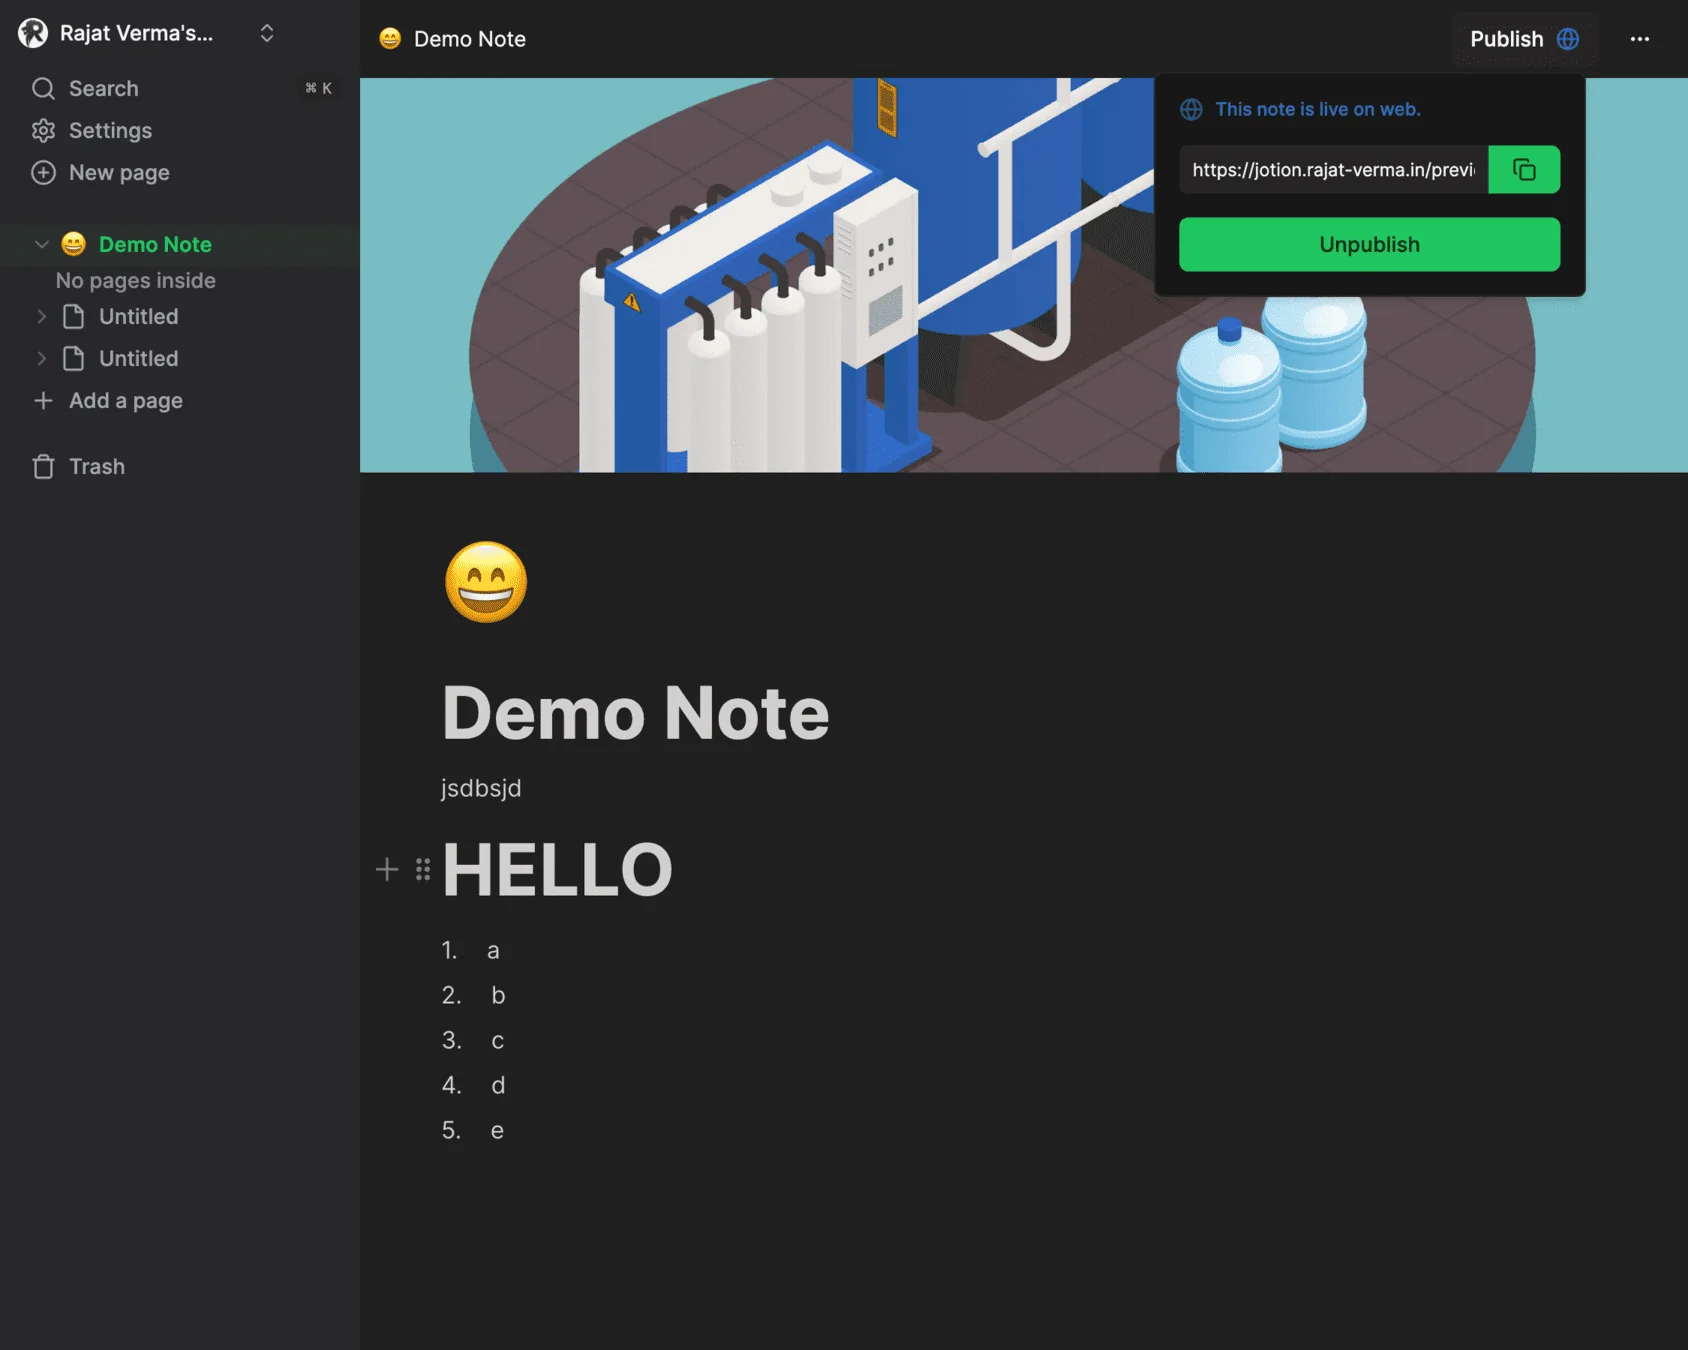 Rajat Verma's...
Search ⌘ K
Settings
New page
Demo Note
No pages inside
Untitled
Untitled
Add a page
Trash
Demo Note
Publish
This note is live on web.
https://jotion.rajat-verma.in/previ
Unpublish
Demo Note
jsdbsjd
HELLO
1. a
2. b
3. c
4. d
5. e